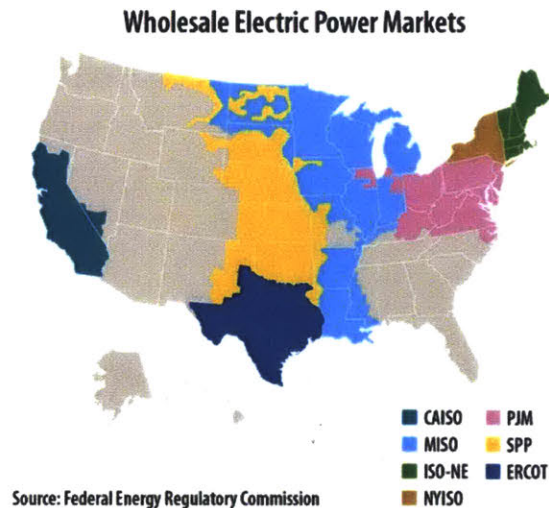 Wholesale Electric Power Markets
CAISO
PJM
MISO
SPP
ISO-NE
ERCOT
NYISO
Source: Federal Energy Regulatory Commission